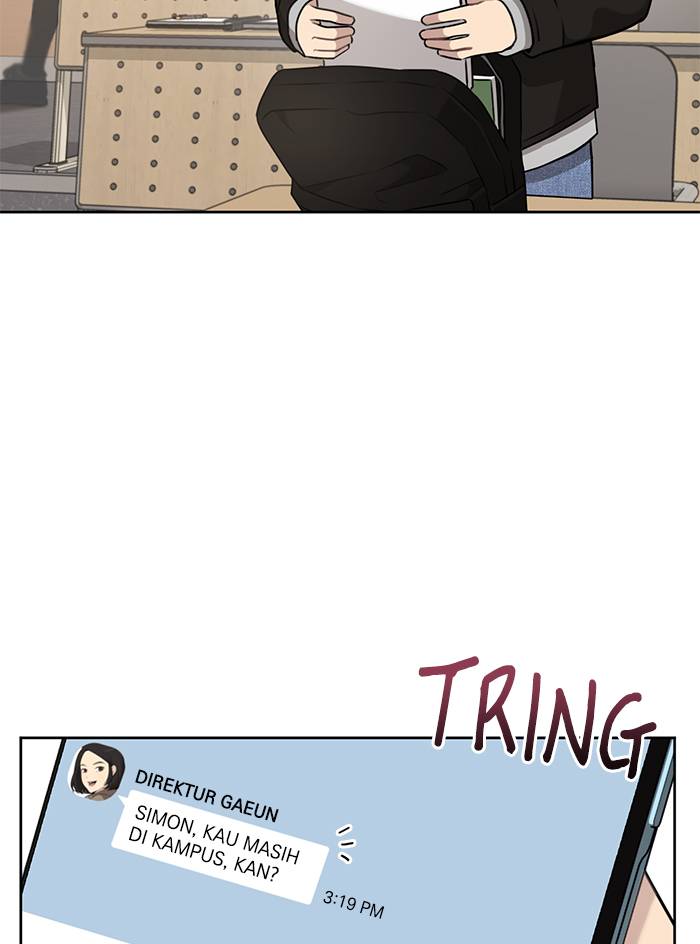 TRING
DIREKTUR GAEUN
SIMON, KAU MASIH
DI KAMPUS, KAN?
3:19 PM